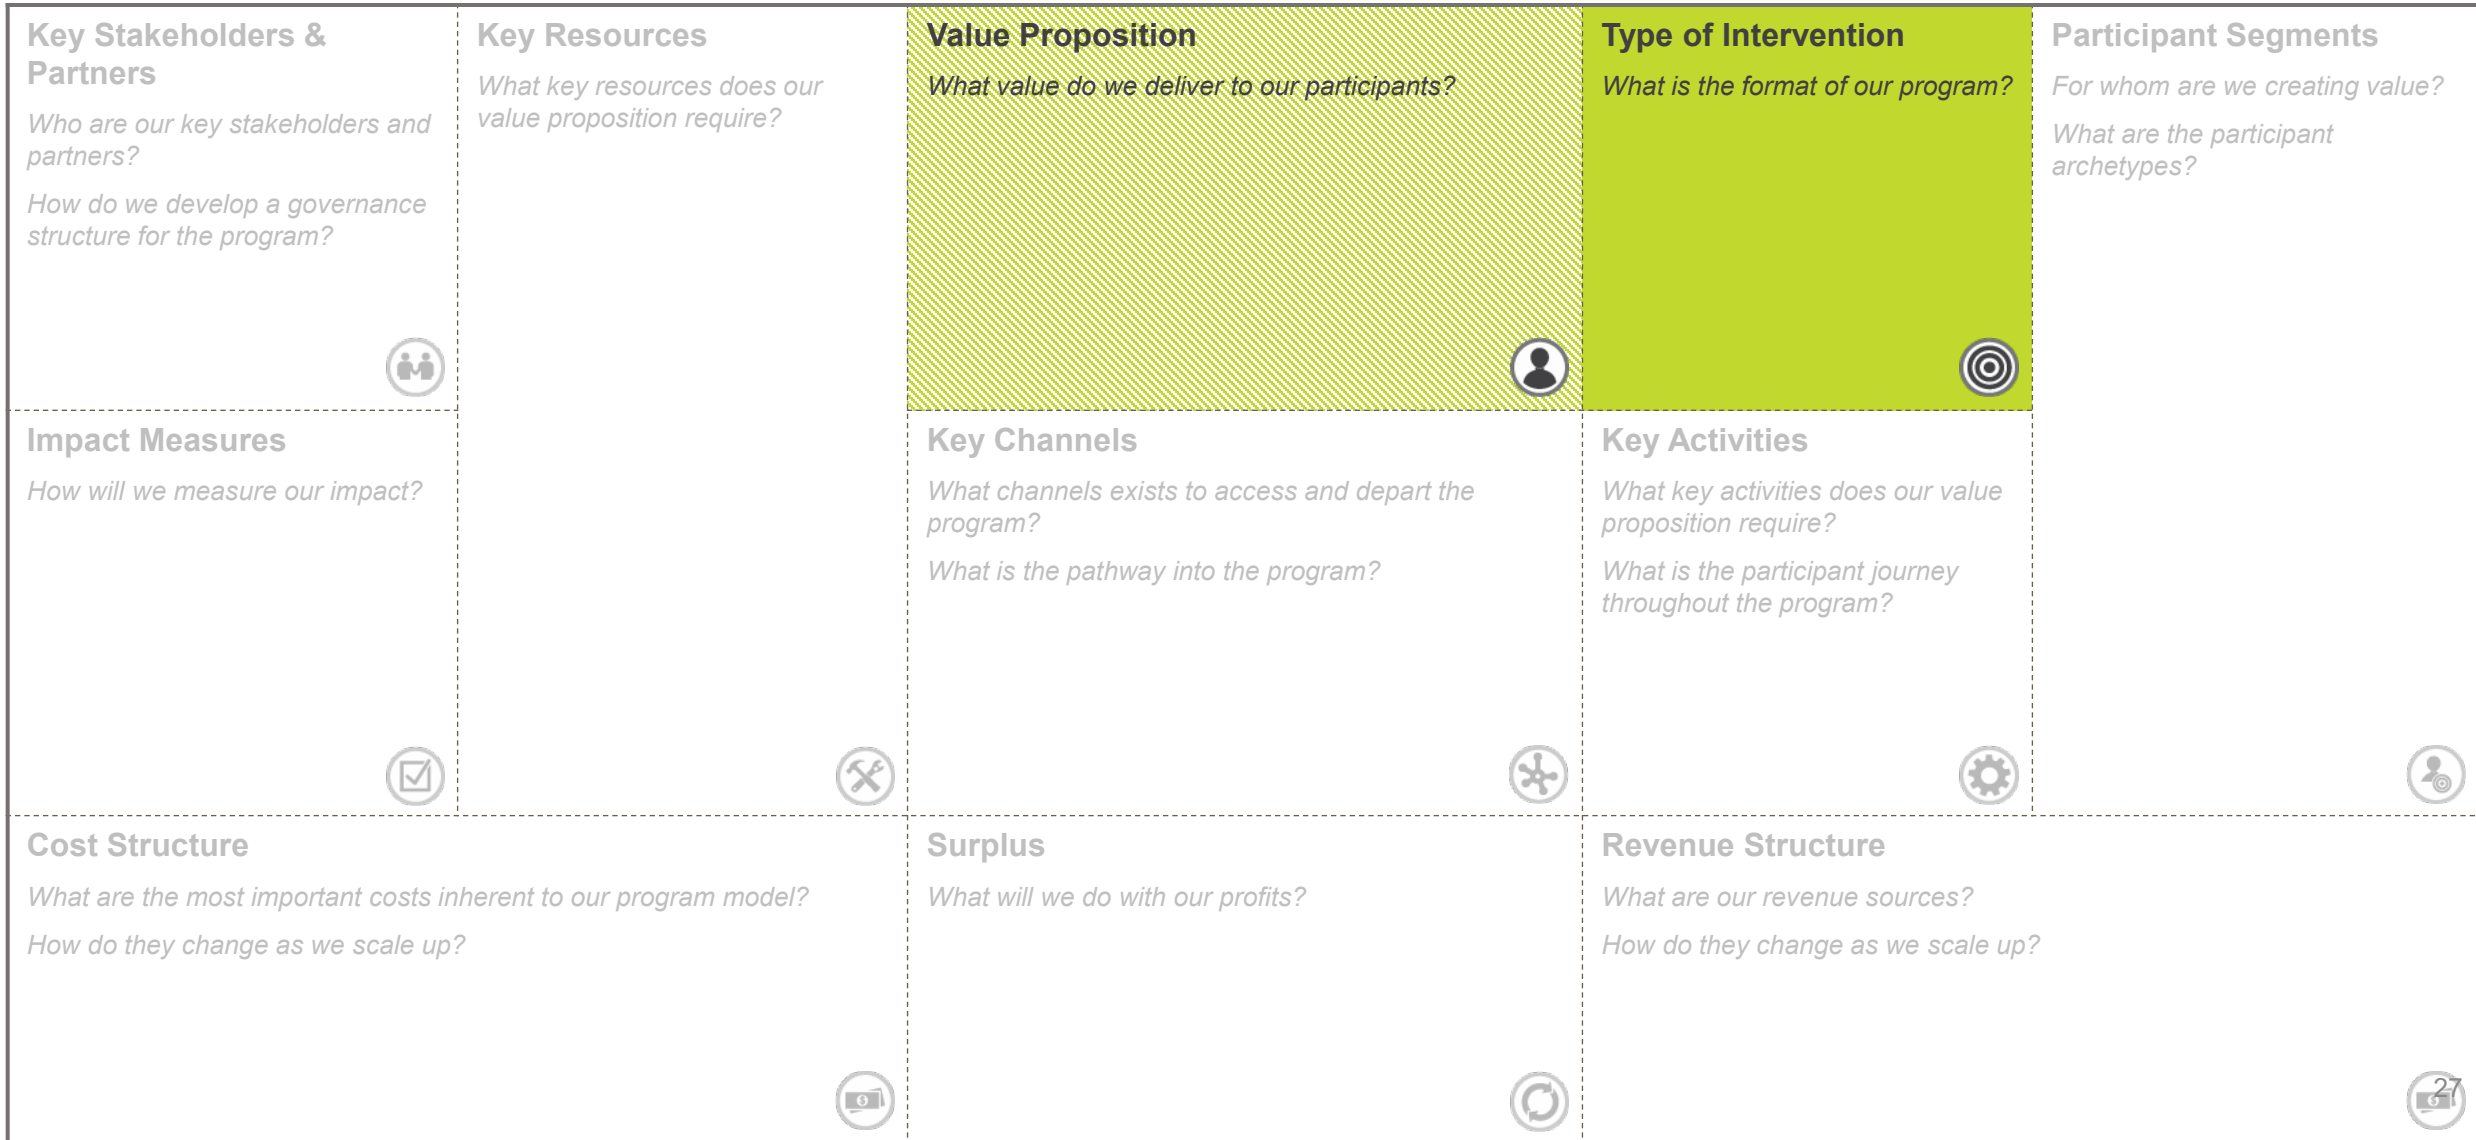 Key Stakeholders &
Partners
Who are our key stakeholders and
partners?
How do we develop a governance
structure for the program?
Key Resources
What key resources does our
value proposition require?
Value Proposition
What value do we deliver to our participants?
Type of Intervention
What is the format of our program?
Participant Segments
For whom are we creating value?
What are the participant
archetypes?
Impact Measures
How will we measure our impact?
Key Channels
What channels exists to access and depart the
program?
What is the pathway into the program?
Key Activities
What key activities does our value
proposition require?
What is the participant journey
throughout the program?
Cost Structure
What are the most important costs inherent to our program model?
How do they change as we scale up?
Surplus
What will we do with our profits?
Revenue Structure
What are our revenue sources?
How do they change as we scale up?
27